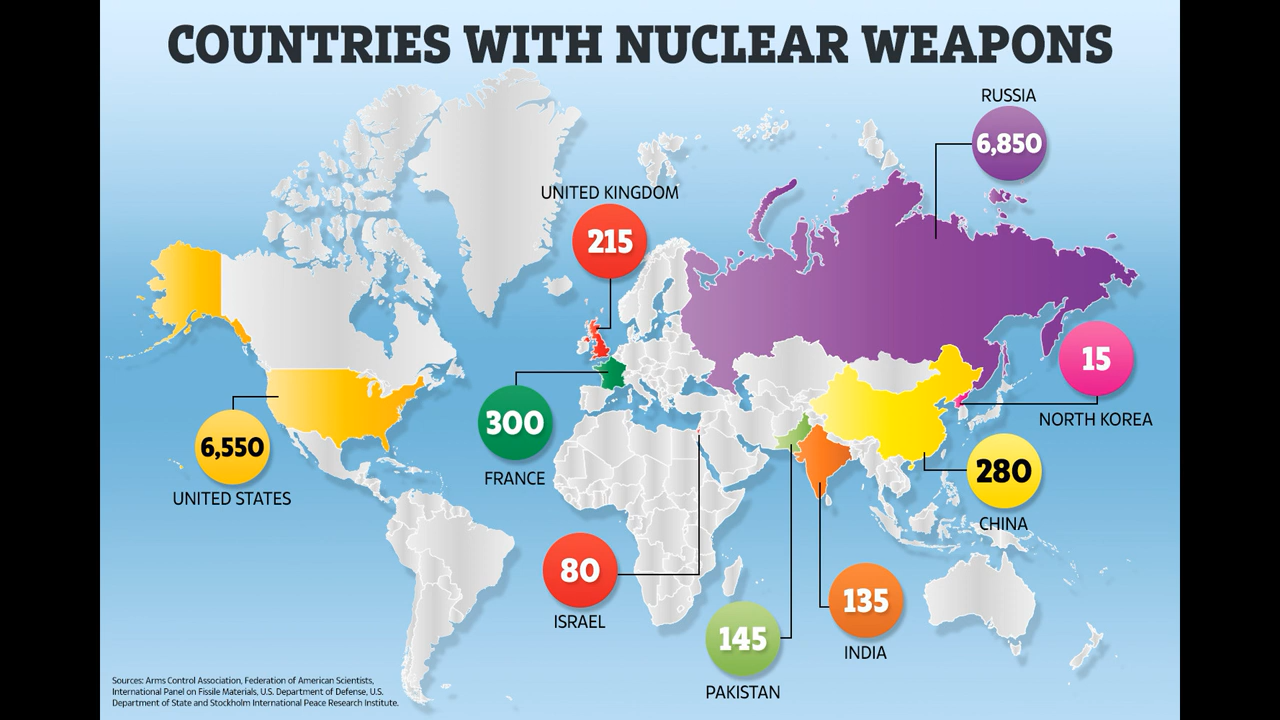 COUNTRIES WITH NUCLEAR WEAPONS
RUSSIA
6,850
UNITED KINGDOM
215
15
NORTH KOREA
300
FRANCE
6,550
UNITED STATES
280
CHINA
80
ISRAEL
135
INDIA
145
PAKISTAN
Sources: Arms Control Association, Federation of American Scientists,
International Panel on Fissile Materials, U.S. Department of Defense, U.S.
Department of State and Stockholm International Peace Research Institute.